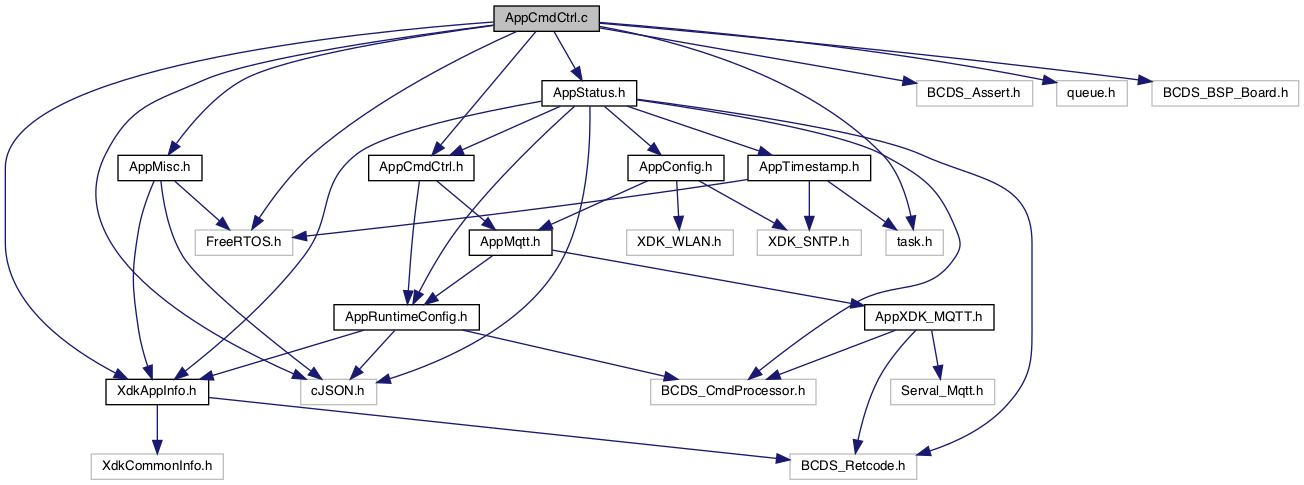 AppCmdCtrl.c
AppStatus.h
BCDS_Assert.h
queue.h
BCDS_BSP_Board.h
AppMisc.h
AppCmdCtrl.h
AppConfig.h
AppTimestamp.h
FreeRTOS.h
AppMqtt.h
XDK_WLAN.h
XDK_SNTP.h
task.h
AppRuntimeConfig.h
AppXDK_MQTT.h
XdkAppInfo.h
cJSON.h
BCDS_CmdProcessor.h
Serval_Mqtt.h
XdkCommonInfo.h
BCDS_Retcode.h